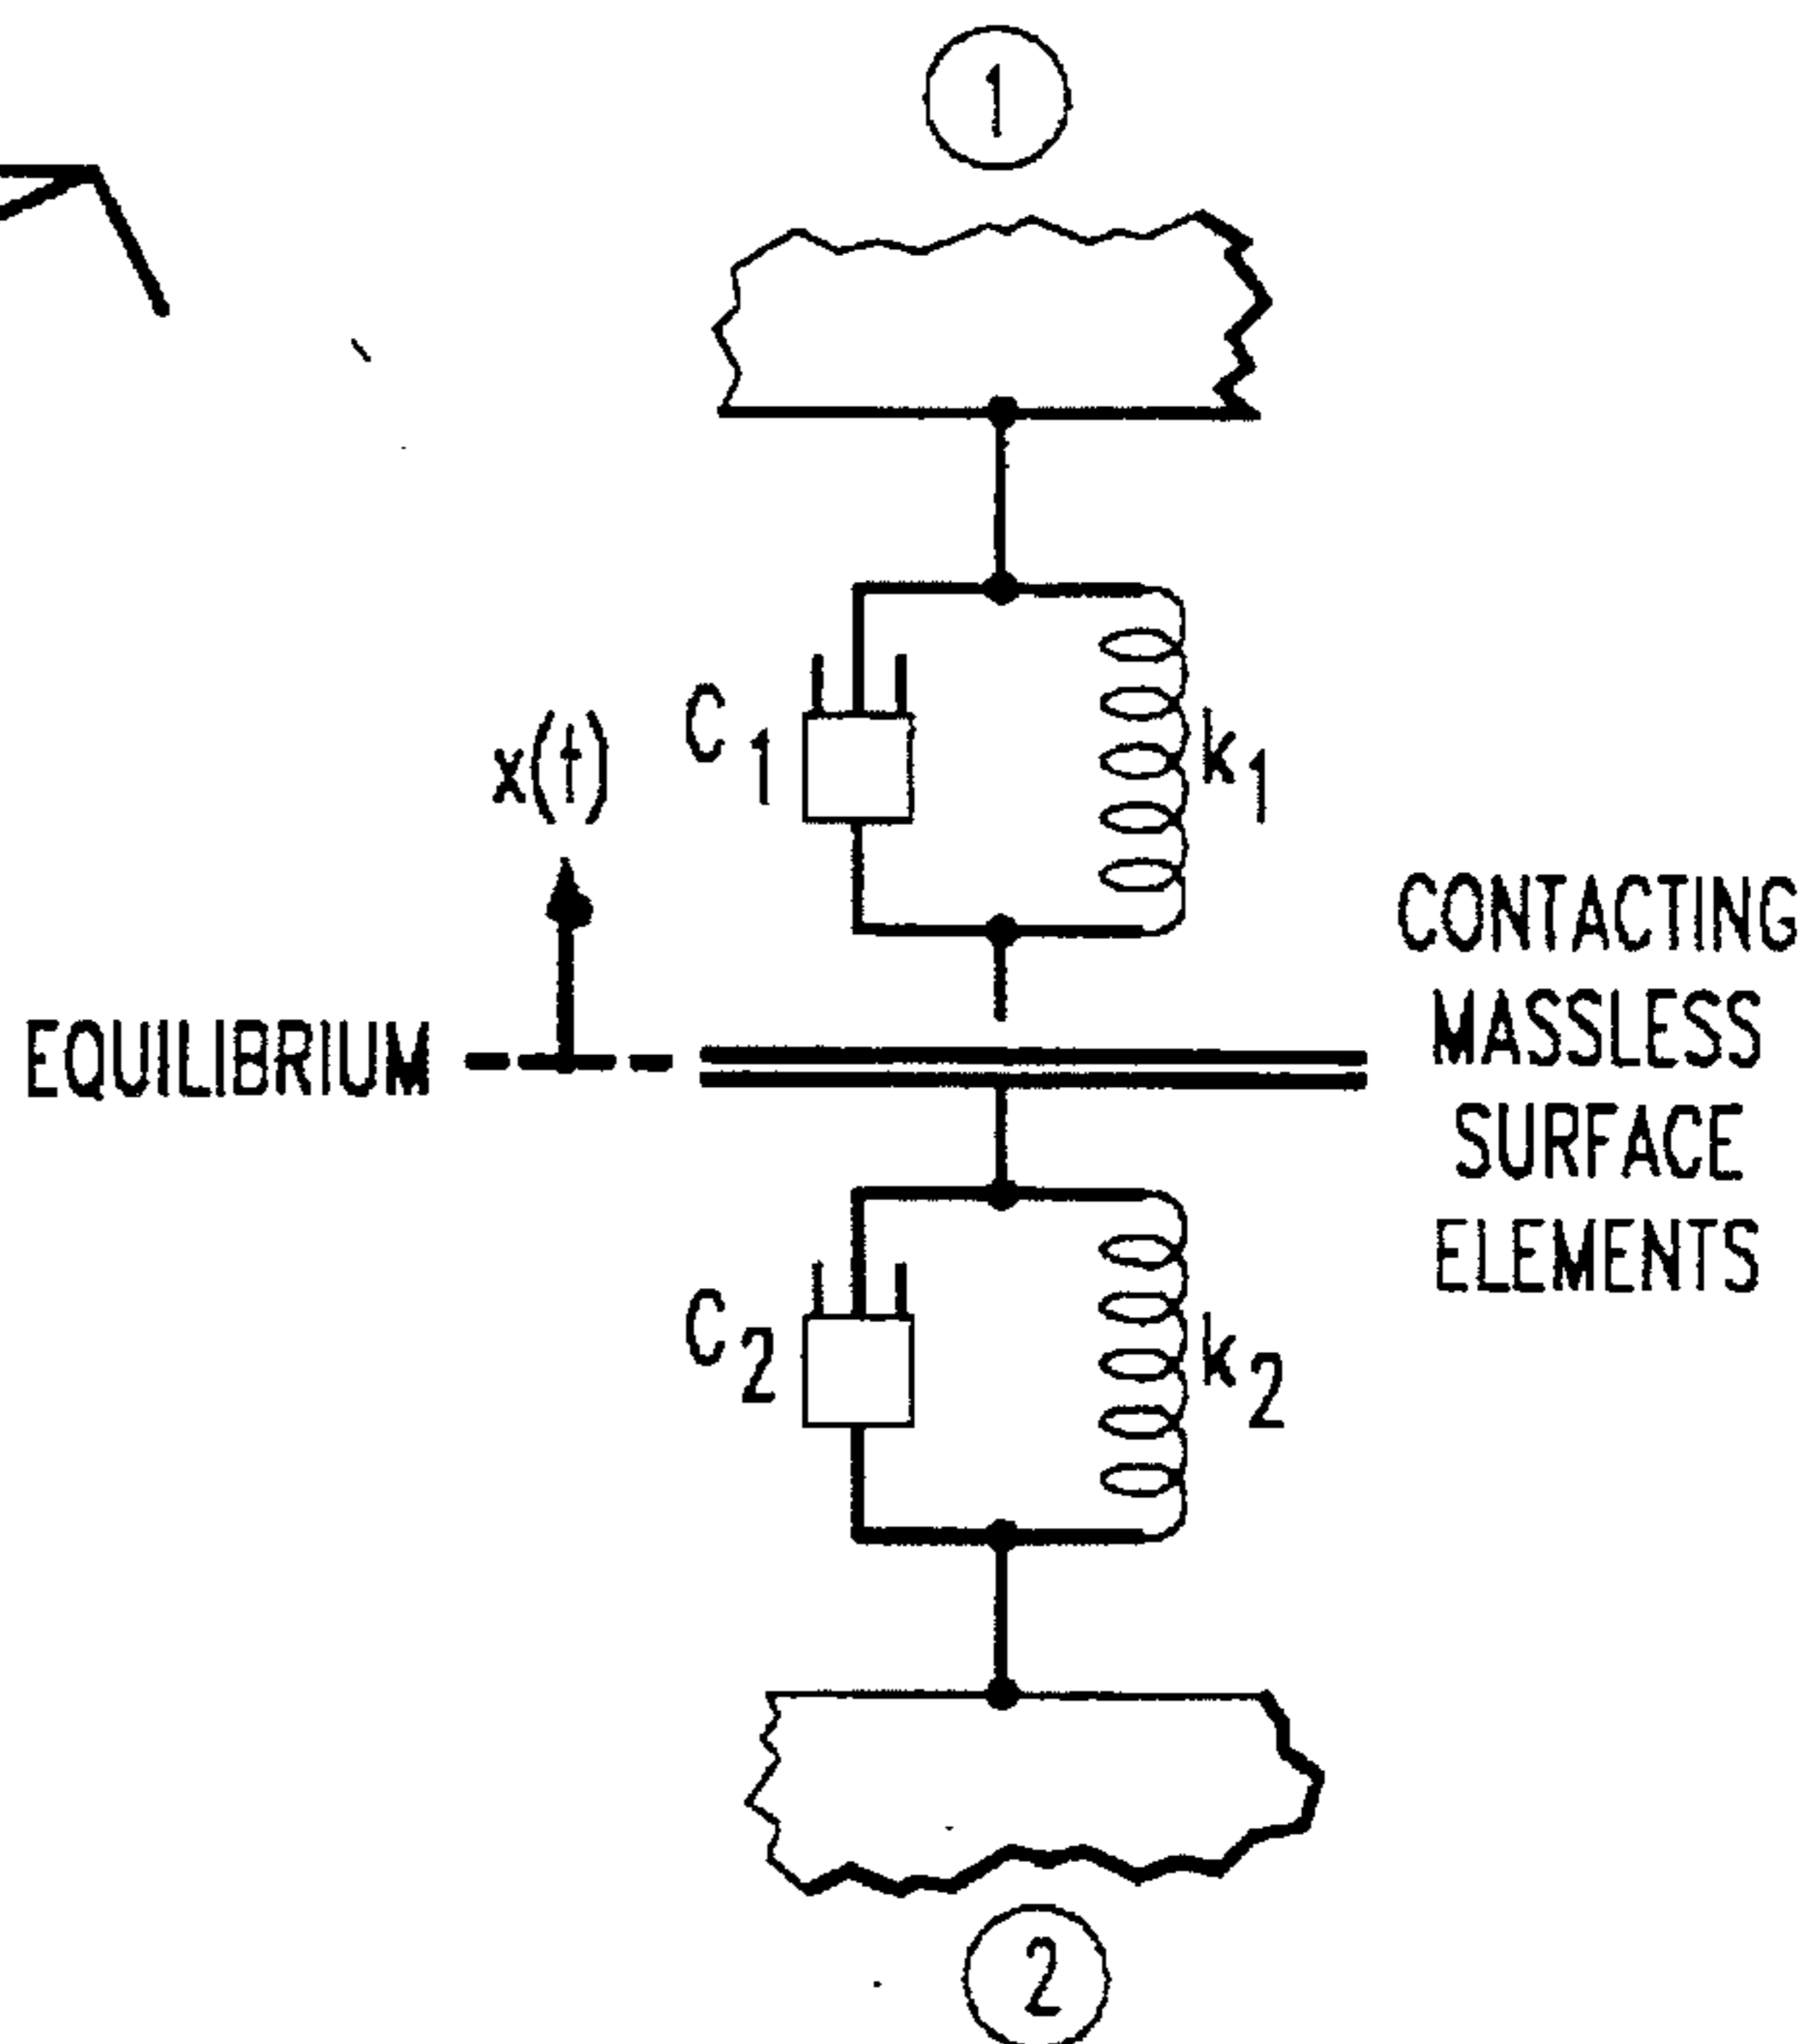 1
C1
k1
x(t)
EQUILIBRIUM
CONTACTING
MASSLESS
SURFACE
ELEMENTS
C2
k2
2